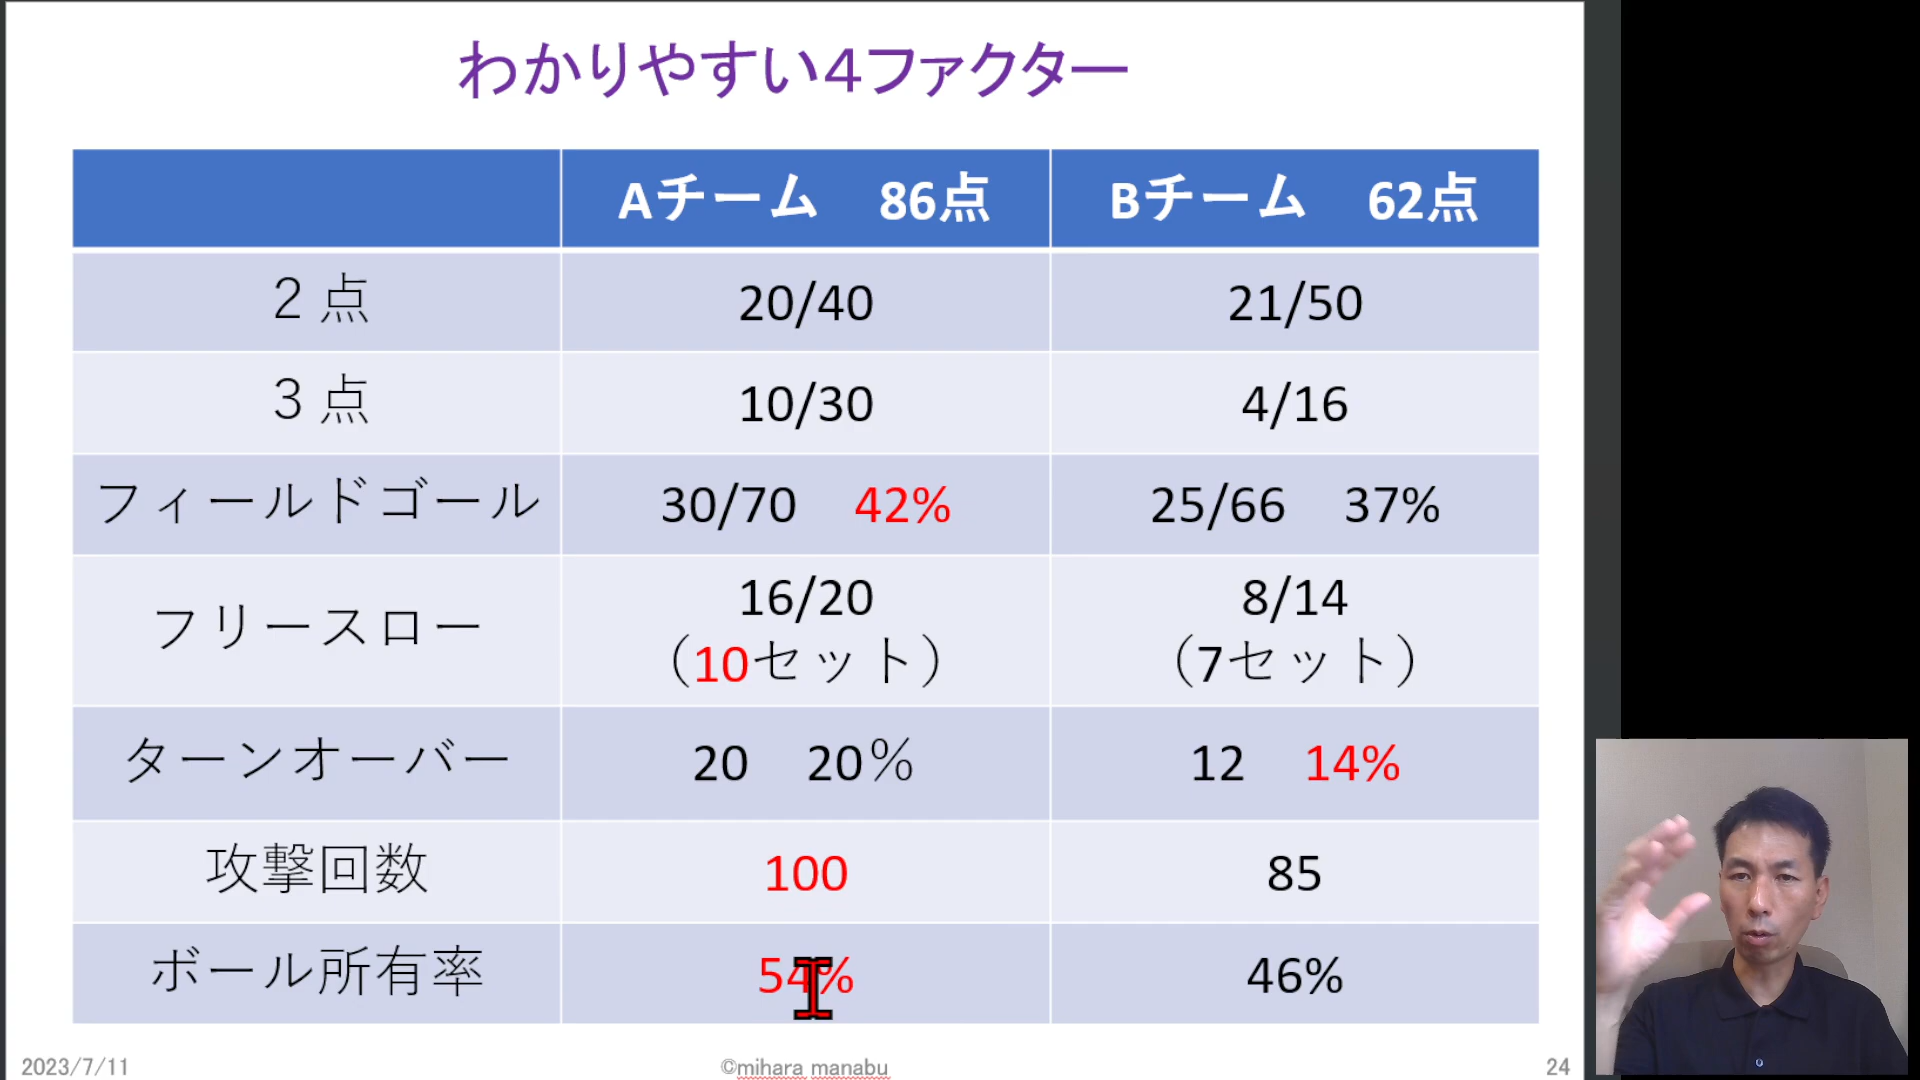 わかりやすい４ファクター
Aチーム　86点
Bチーム　62点
２点
20/40
21/50
３点
10/30
4/16
フィールドゴール
30/70　42%
25/66　37%
フリースロー
16/20
（10セット）
8/14
（7セット）
ターンオーバー
20　20％
12　14%
攻撃回数
100
85
ボール所有率
54%
46%
2023/7/11
©mihara manabu
24